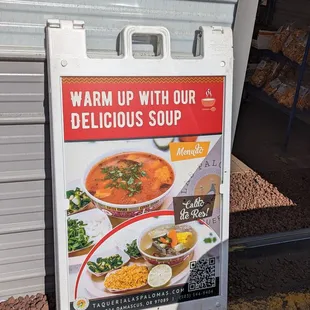 WARM UP WITH OUR
DELICIOUS SOUP
Menudo
Caldo
de Res!
TAQUERIALASPALOMAS.COM
DAMASCUS, OR 97089